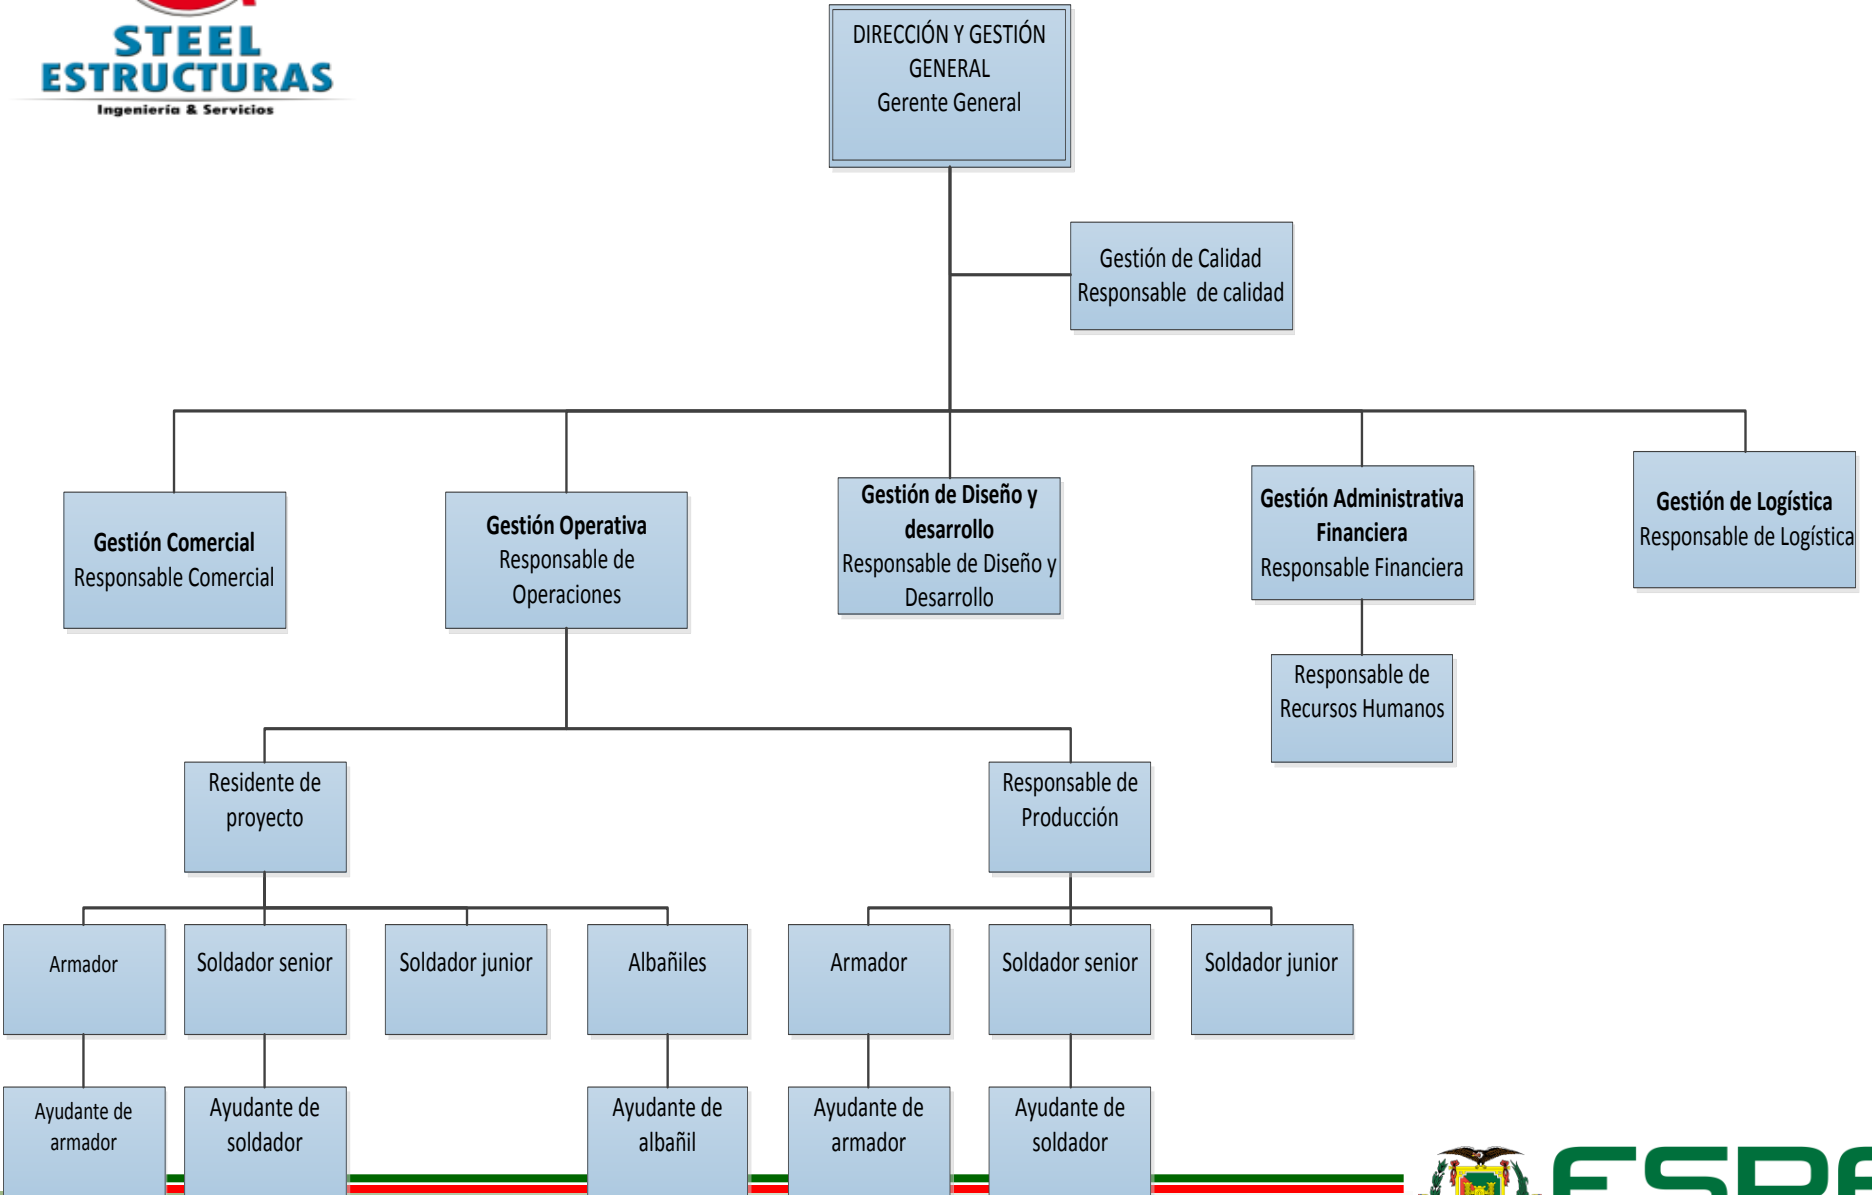 STEEL
ESTRUCTURAS
Ingeniería & Servicios
DIRECCIÓN Y GESTIÓN
GENERAL
Gerente General
Gestión de Calidad
Responsable de calidad
Gestión Comercial
Responsable Comercial
Gestión Operativa
Responsable de
Operaciones
Gestión de Diseño y
desarrollo
Responsable de Diseño y
Desarrollo
Gestión Administrativa
Financiera
Responsable Financiera
Gestión de Logística
Responsable de Logística
Responsable de
Recursos Humanos
Residente de
proyecto
Responsable de
Producción
Armador
Soldador senior
Soldador junior
Albañiles
Armador
Soldador senior
Soldador junior
Ayudante de
armador
Ayudante de
soldador
Ayudante de
albañil
Ayudante de
armador
Ayudante de
soldador
ESPE